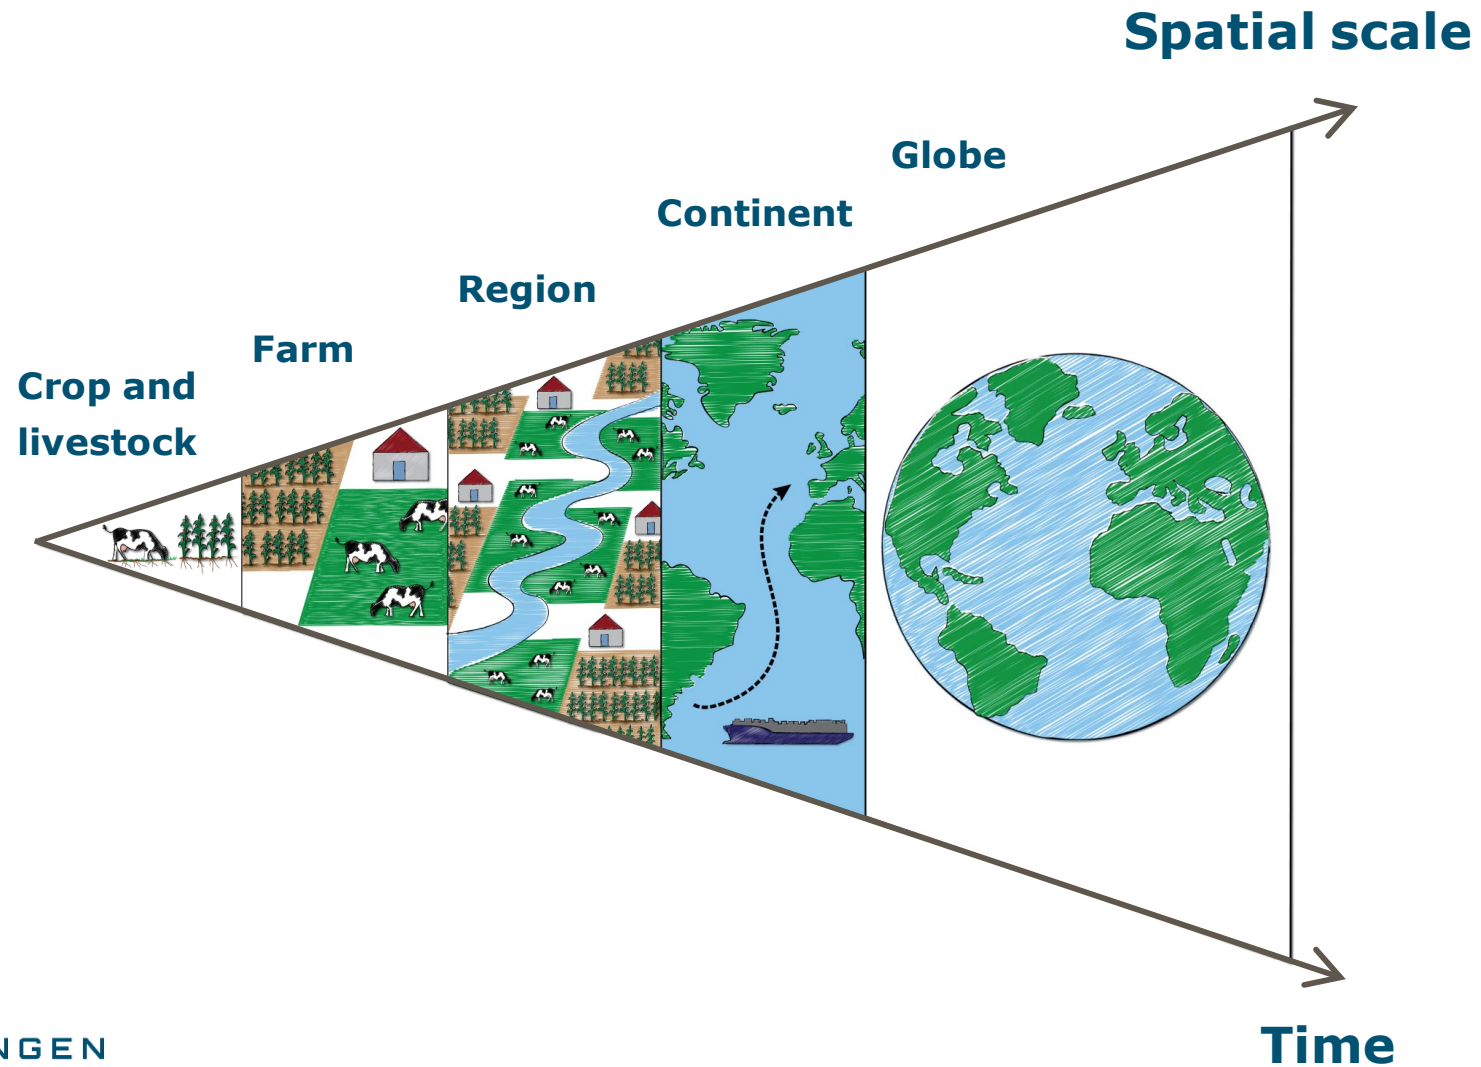 Spatial scale
Globe
Continent
Region
Farm
Crop and
livestock
NGEN
Time